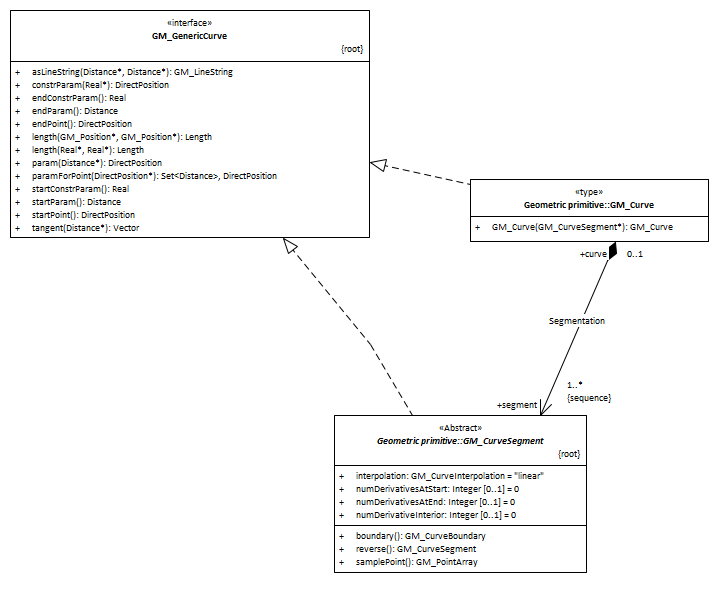 «interface»
GM_GenericCurve
{root}
+ asLineString(Distance*, Distance*): GM_LineString
+ constrParam(Real*): DirectPosition
+ endConstrParam(): Real
+ endParam(): Distance
+ endPoint(): DirectPosition
+ length(GM_Position*, GM_Position*): Length
+ length(Real*, Real*): Length
+ param(Distance*): DirectPosition
+ paramForPoint(DirectPosition*): Set<Distance>, DirectPosition
+ startConstrParam(): Real
+ startParam(): Distance
+ startPoint(): DirectPosition
+ tangent(Distance*): Vector
«type»
Geometric primitive::GM_Curve
+ GM_Curve(GM_CurveSegment*): GM_Curve
+curve 0..1
Segmentation
1..*
{sequence}
+segment
«Abstract»
Geometric primitive::GM_CurveSegment
{root}
+ interpolation: GM_CurveInterpolation = "linear"
+ numDerivativesAtStart: Integer [0..1] = 0
+ numDerivativesAtEnd: Integer [0..1] = 0
+ numDerivativeInterior: Integer [0..1] = 0
+ boundary(): GM_CurveBoundary
+ reverse(): GM_CurveSegment
+ samplePoint(): GM_PointArray